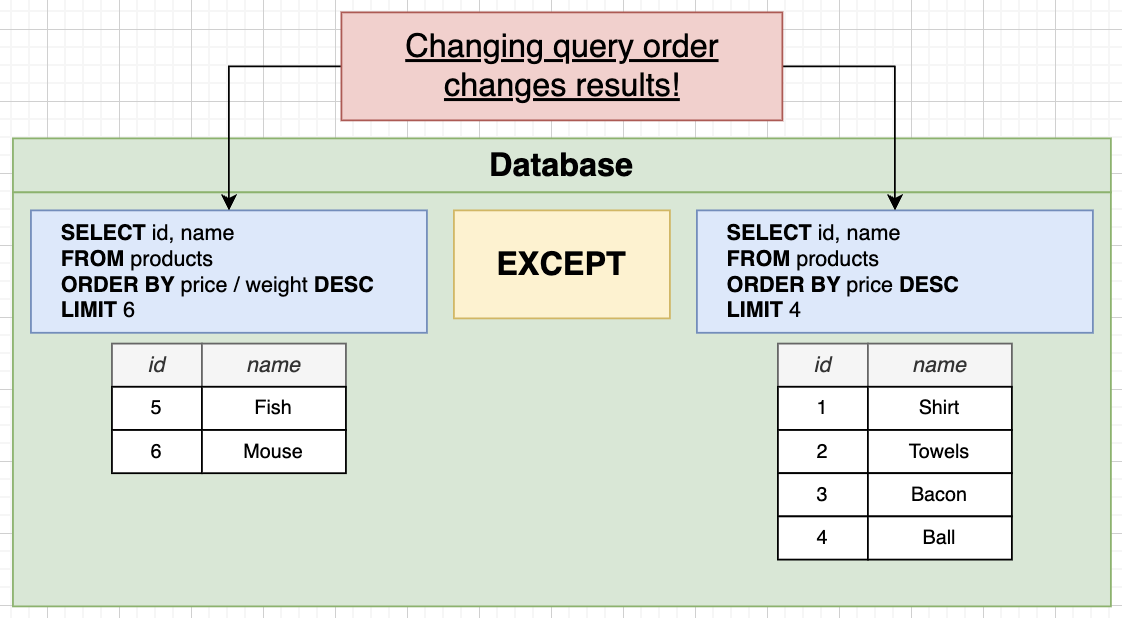 Changing query order
changes results!
Database
SELECT id, name
FROM products
ORDER BY price / weight DESC
LIMIT 6
EXCEPT
SELECT id, name
FROM products
ORDER BY price DESC
LIMIT 4
id name
5 Fish
6 Mouse
id name
1 Shirt
2 Towels
3 Bacon
4 Ball